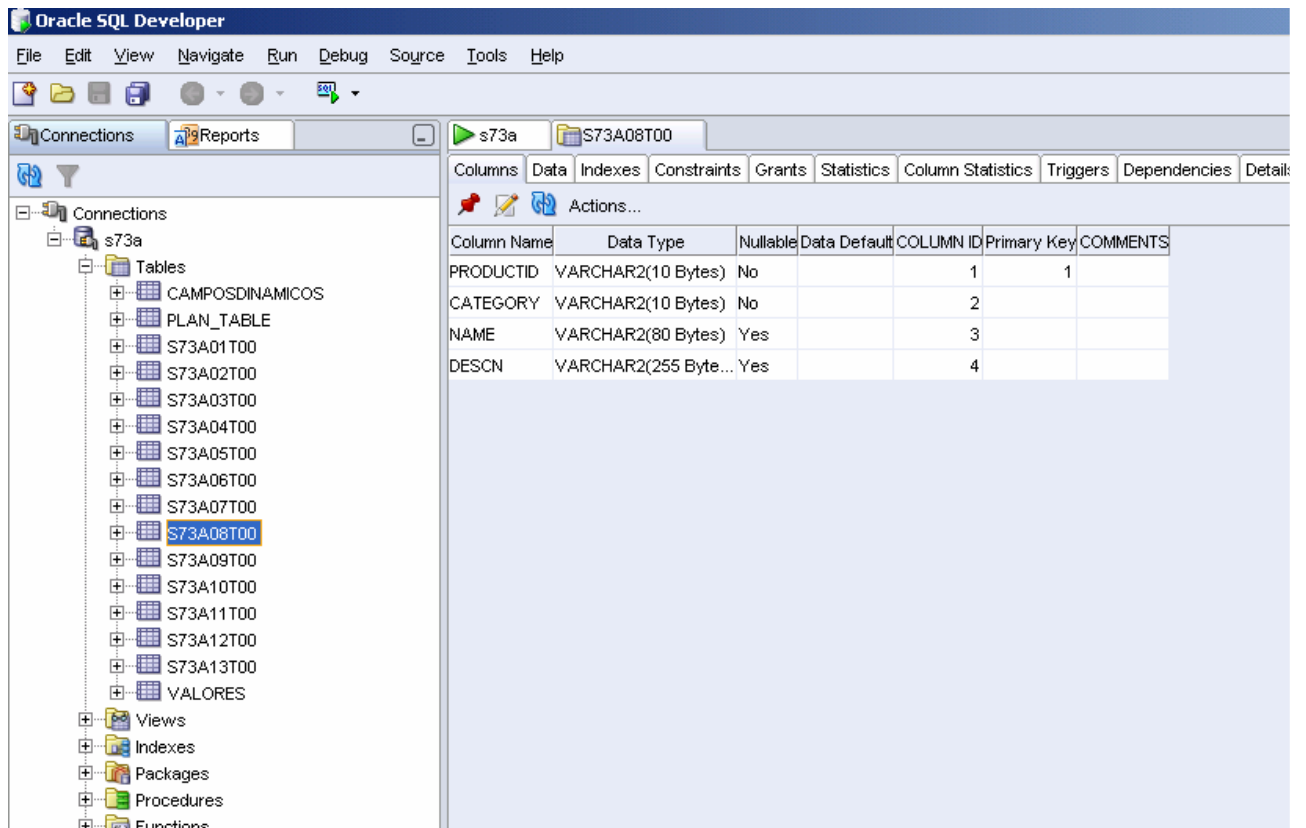 Oracle SQL Developer
File Edit View Navigate Run Debug Source Tools Help
Connections Reports
s73a S73A08T00
Columns Data Indexes Constraints Grants Statistics Column Statistics Triggers Dependencies Details
Actions...
Connections
s73a
Tables
CAMPOSDINAMICOS
PLAN_TABLE
S73A01T00
S73A02T00
S73A03T00
S73A04T00
S73A05T00
S73A06T00
S73A07T00
S73A08T00
S73A09T00
S73A10T00
S73A11T00
S73A12T00
S73A13T00
VALORES
Views
Indexes
Packages
Procedures
Functions
Column Name Data Type Nullable Data Default COLUMN ID Primary Key COMMENTS
PRODUCTID VARCHAR2(10 Bytes) No 1 1
CATEGORY VARCHAR2(10 Bytes) No 2
NAME VARCHAR2(80 Bytes) Yes 3
DESCN VARCHAR2(255 Byte... Yes 4